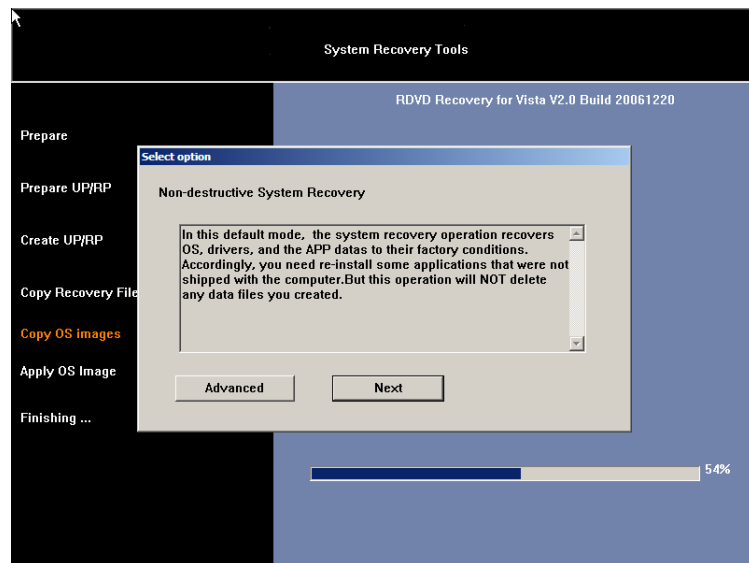 System Recovery Tools
RDVD Recovery for Vista V2.0 Build 20061220
Prepare
Prepare UP/RP
Create UP/RP
Copy Recovery File
Copy OS images
Apply OS Image
Finishing ...
Select option
Non-destructive System Recovery
In this default mode,  the system recovery operation recovers
OS, drivers, and the APP datas to their factory conditions.
Accordingly, you need re-install some applications that were not
shipped with the computer.But this operation will NOT delete
any data files you created.
Advanced
Next
54%